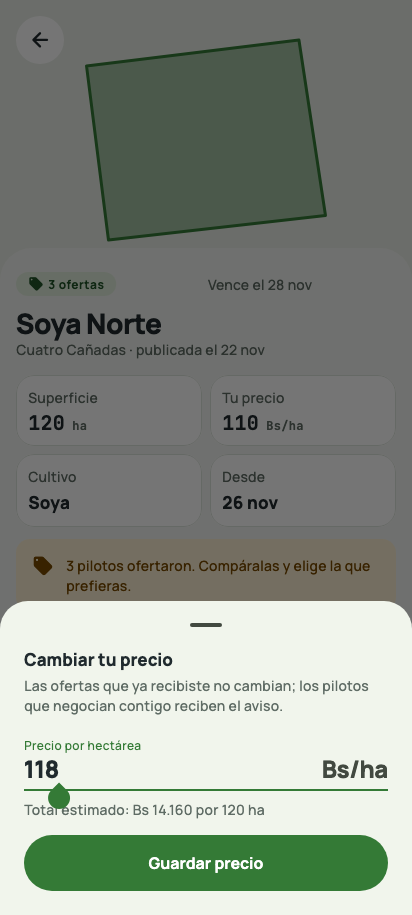 3 ofertas
Vence el 28 nov
Soya Norte
Cuatro Cañadas · publicada el 22 nov
Superficie
120 ha
Tu precio
110 Bs/ha
Cultivo
Soya
Desde
26 nov
3 pilotos ofertaron. Compáralas y elige la que
prefieras.
Cambiar tu precio
Las ofertas que ya recibiste no cambian; los pilotos
que negocian contigo reciben el aviso.
Precio por hectárea
118 Bs/ha
Total estimado: Bs 14.160 por 120 ha
Guardar precio